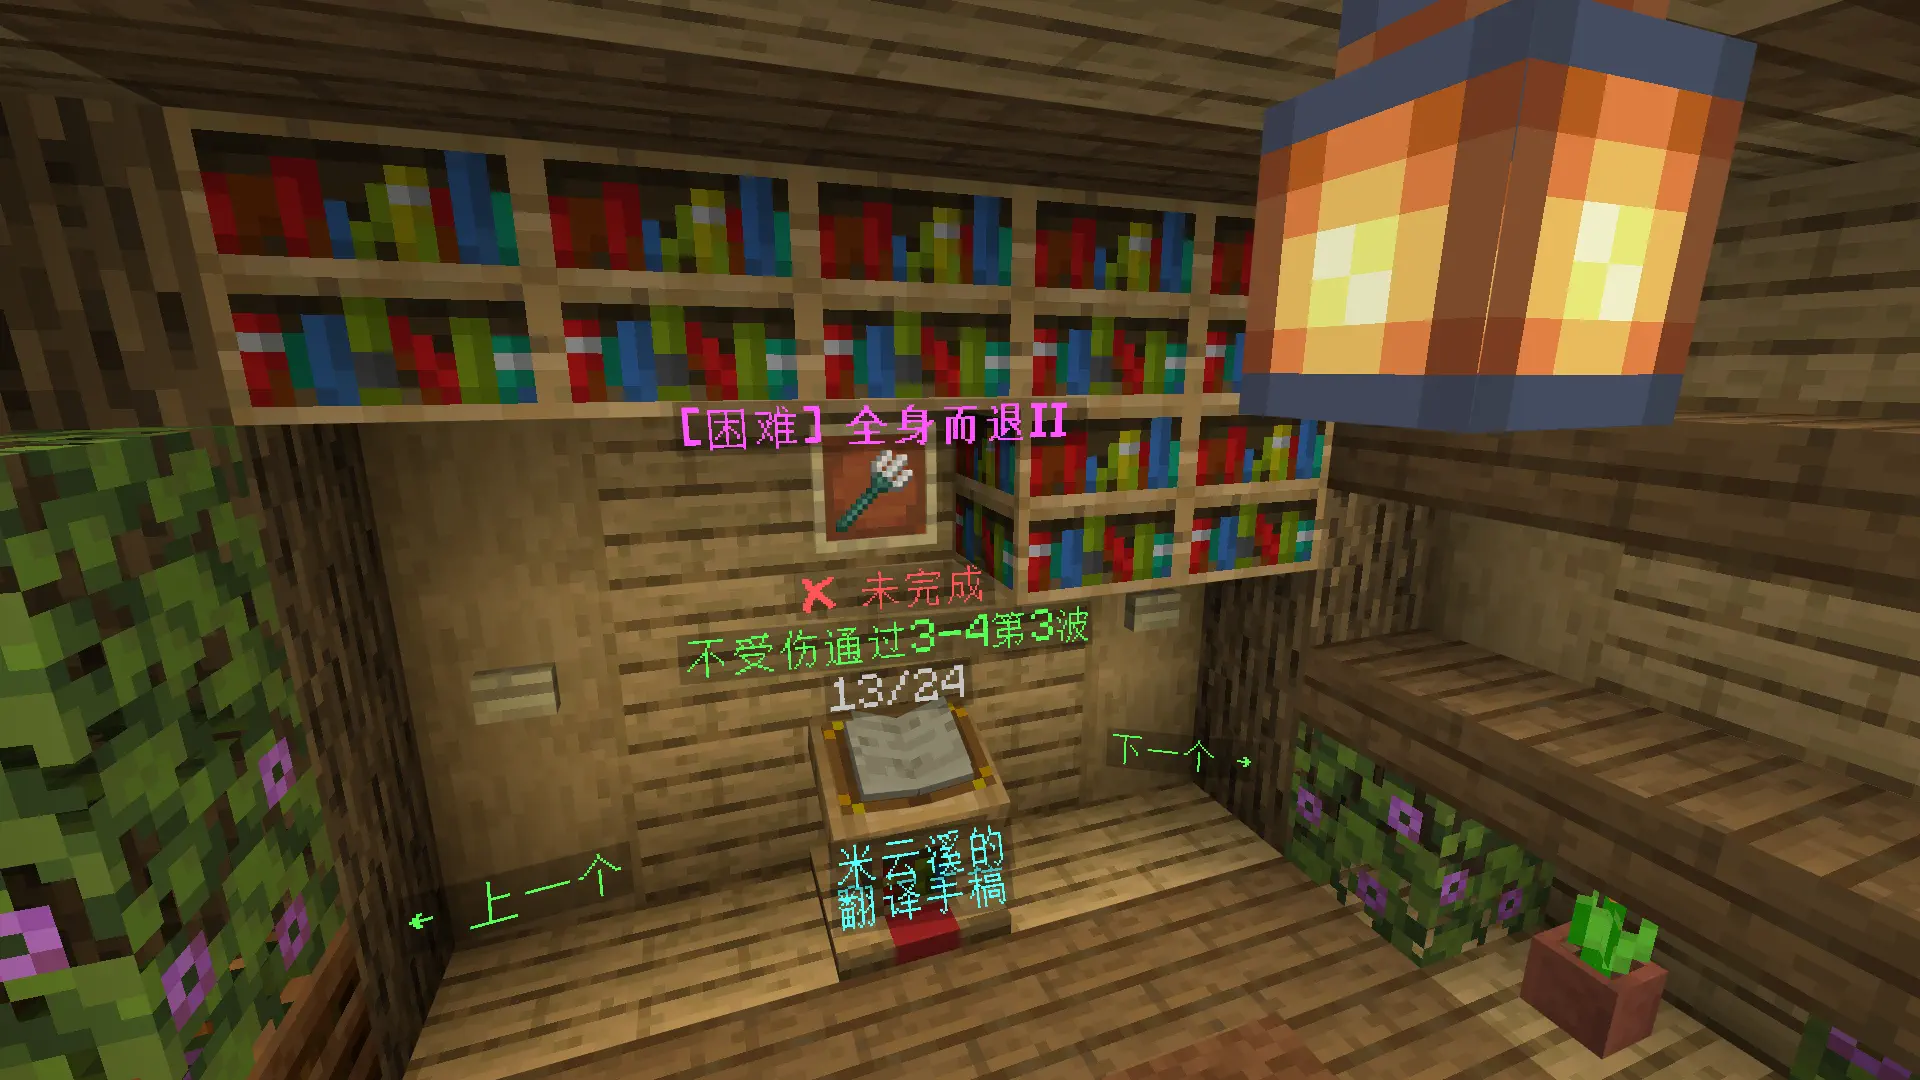 [困难] 全身而退II
✘ 未完成
不受伤通过3-4第3波
13/24
下一个 →
← 上一个
米云溪的
翻译手稿